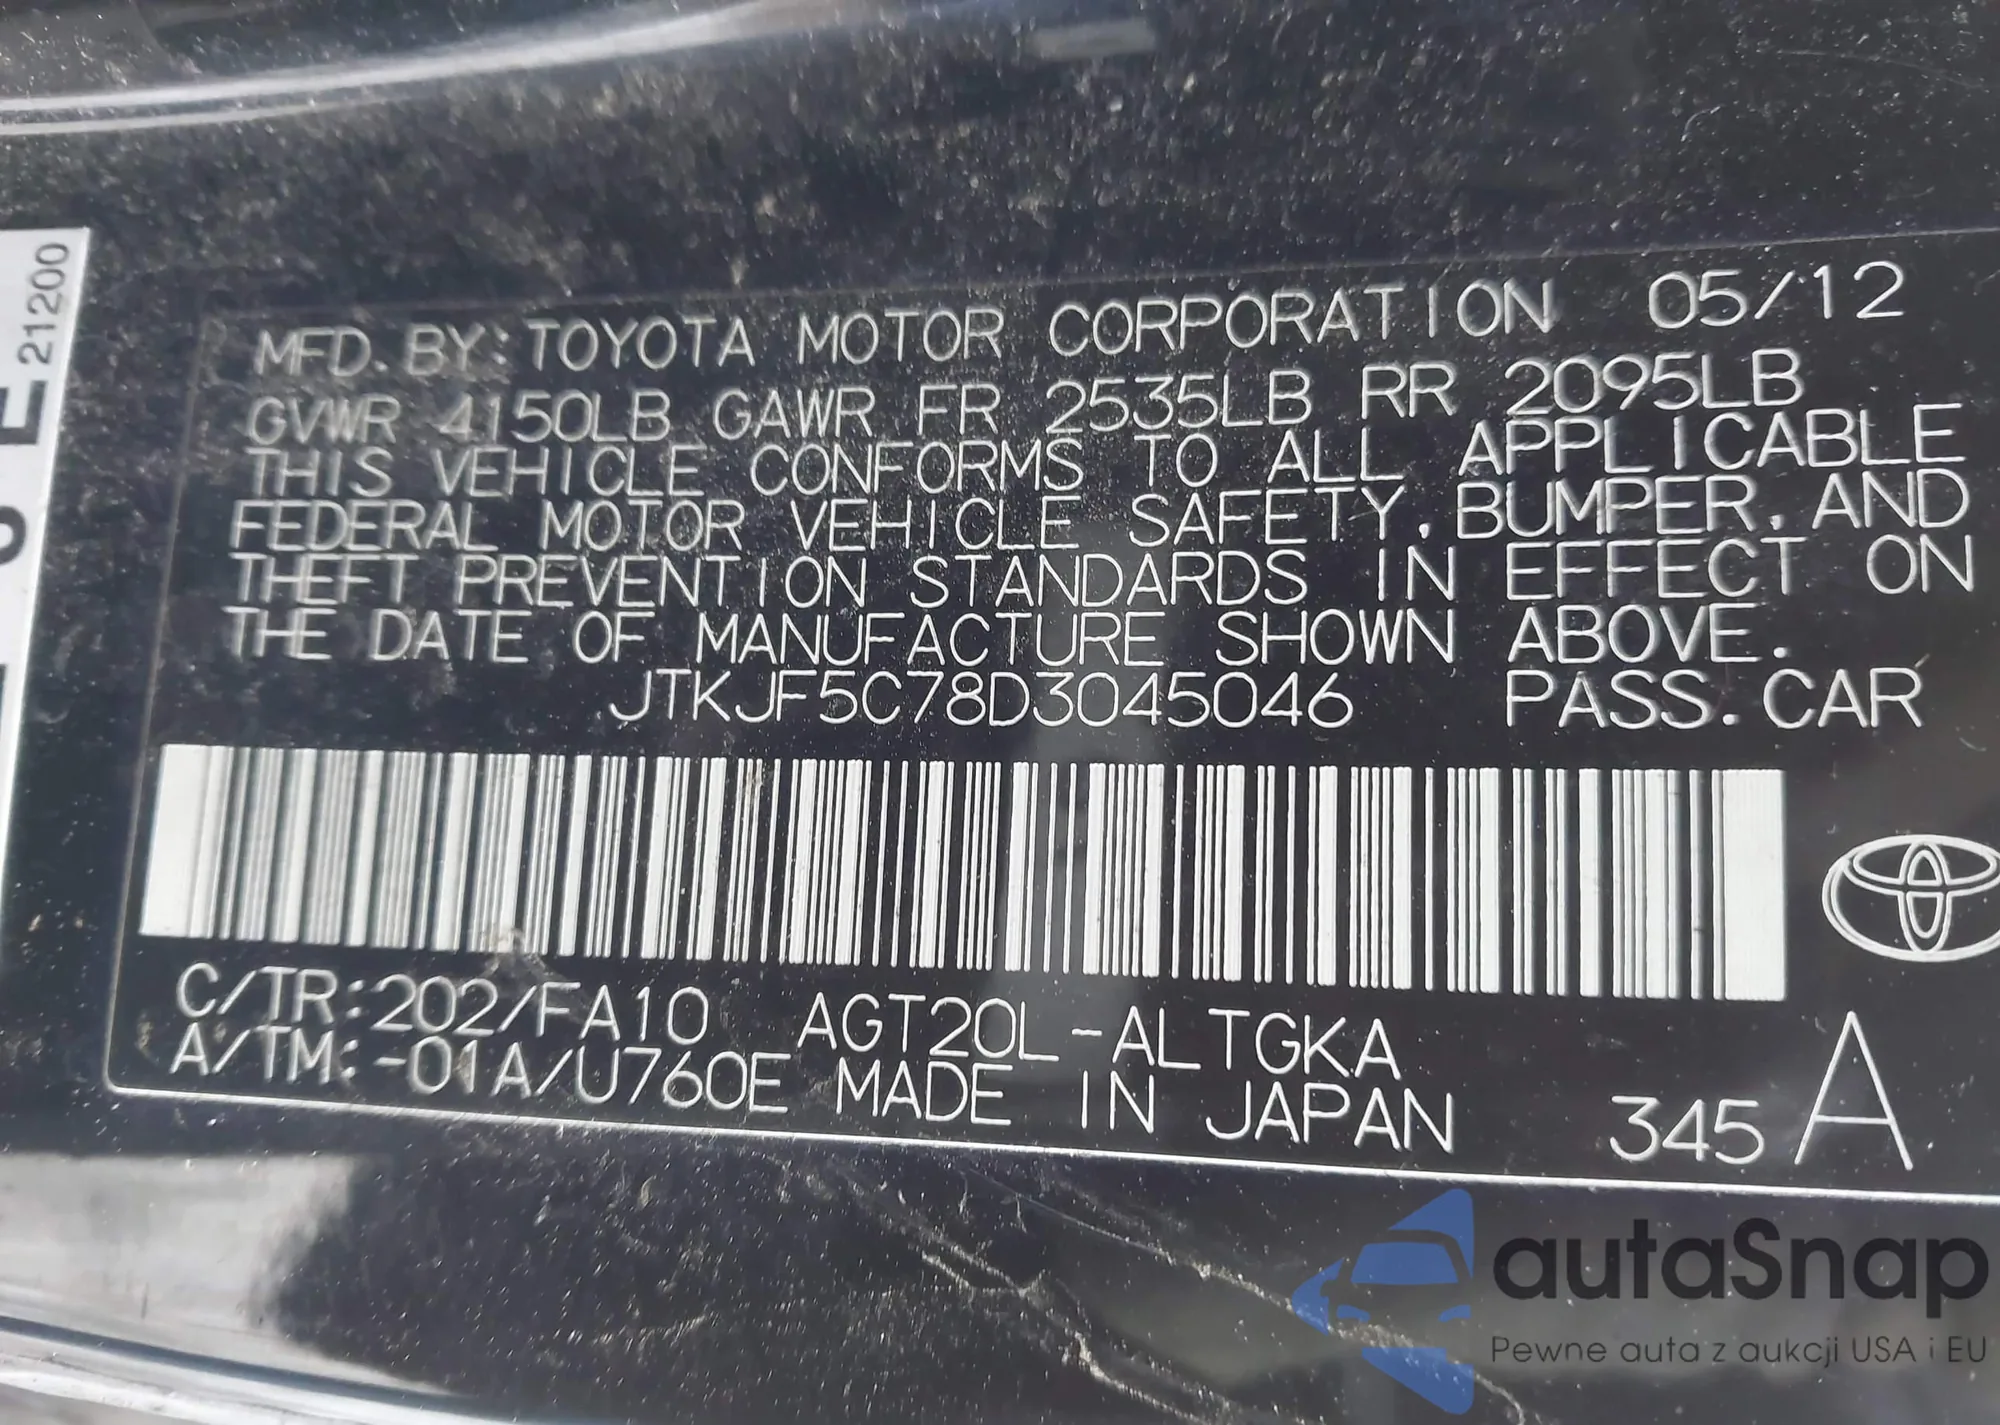 21200
MFD. BY: TOYOTA MOTOR CORPORATION 05/12
GVWR 4150LB GAWR FR 2535LB RR 2095LB
THIS VEHICLE CONFORMS TO ALL APPLICABLE
FEDERAL MOTOR VEHICLE SAFETY, BUMPER, AND
THEFT PREVENTION STANDARDS IN EFFECT ON
THE DATE OF MANUFACTURE SHOWN ABOVE.
JTKJF5C78D3045046 PASS. CAR
C/TR:202/FA10 AGT20L-ALTGKA
A/TM:-01A/U760E MADE IN JAPAN 345 A
autaSnap
Pewne auta z aukcji USA i EU